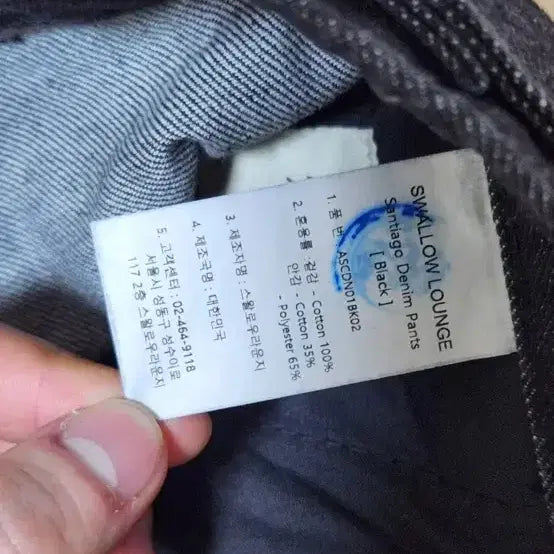 SWALLOW LOUNGE
Santiago Denim Pants
[ Black ]
1. 품 번 : ASCDN01BK02
2. 혼용률 : 겉감 - Cotton 100%
안감 - Cotton 35%
- Polyester 65%
3. 제조자명 : 스왈로우라운지
4. 제조국명 : 대한민국
5. 고객센터 : 02-464-9118
서울시 성동구 성수이로
117 2층 스왈로우라운지